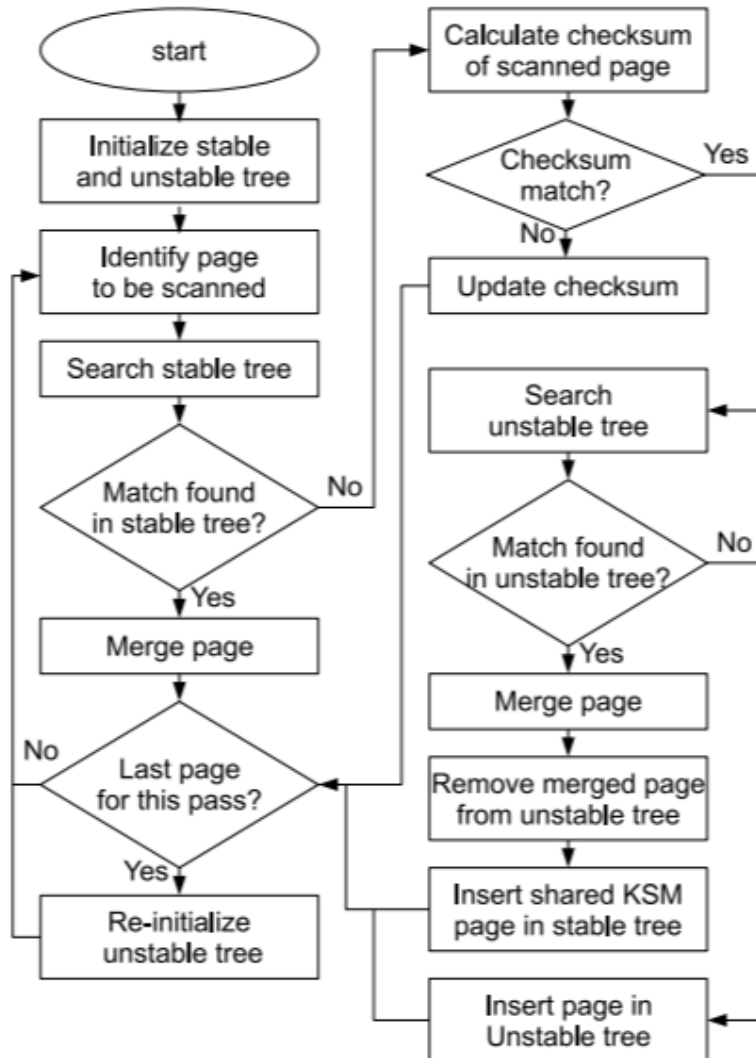 start
Initialize stable
and unstable tree
Identify page
to be scanned
Search stable tree
Match found
in stable tree?
No
Yes
Merge page
No
Last page
for this pass?
Yes
Re-initialize
unstable tree
Calculate checksum
of scanned page
Checksum
match?
Yes
No
Update checksum
Search
unstable tree
Match found
in unstable tree?
No
Yes
Merge page
Remove merged page
from unstable tree
Insert shared KSM
page in stable tree
Insert page in
Unstable tree